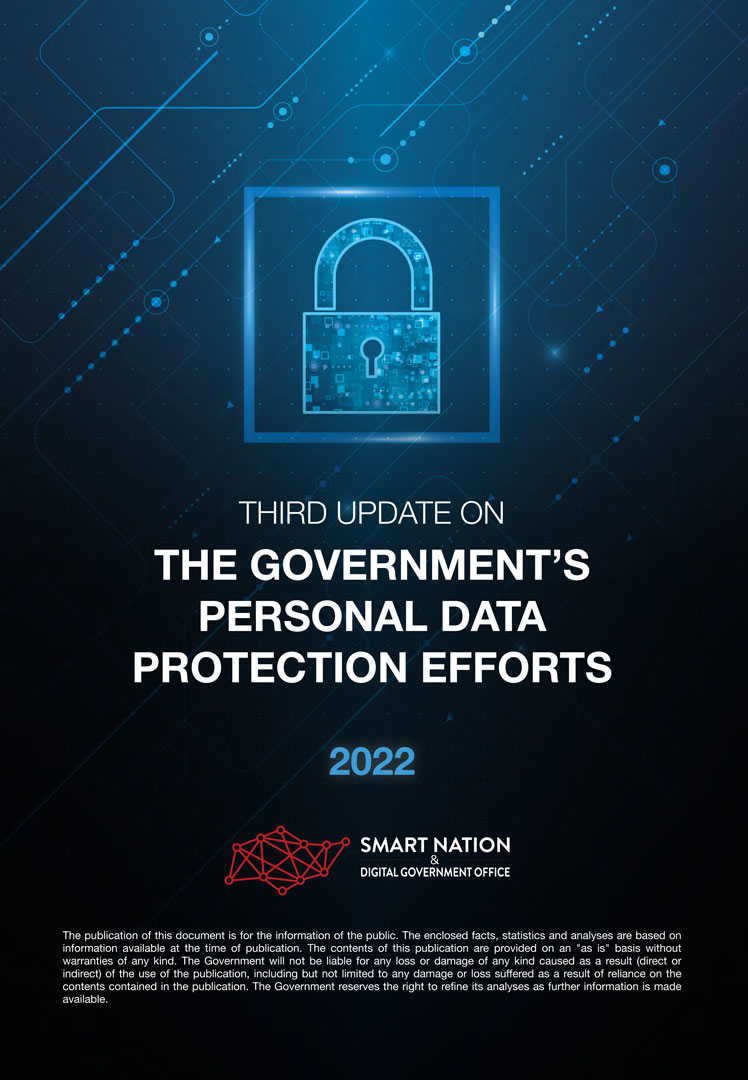 THIRD UPDATE ON
THE GOVERNMENT’S
PERSONAL DATA
PROTECTION EFFORTS
2022
SMART NATION
&
DIGITAL GOVERNMENT OFFICE
The publication of this document is for the information of the public. The enclosed facts, statistics and analyses are based on
information available at the time of publication. The contents of this publication are provided on an "as is" basis without
warranties of any kind. The Government will not be liable for any loss or damage of any kind caused as a result (direct or
indirect) of the use of the publication, including but not limited to any damage or loss suffered as a result of reliance on the
contents contained in the publication. The Government reserves the right to refine its analyses as further information is made
available.